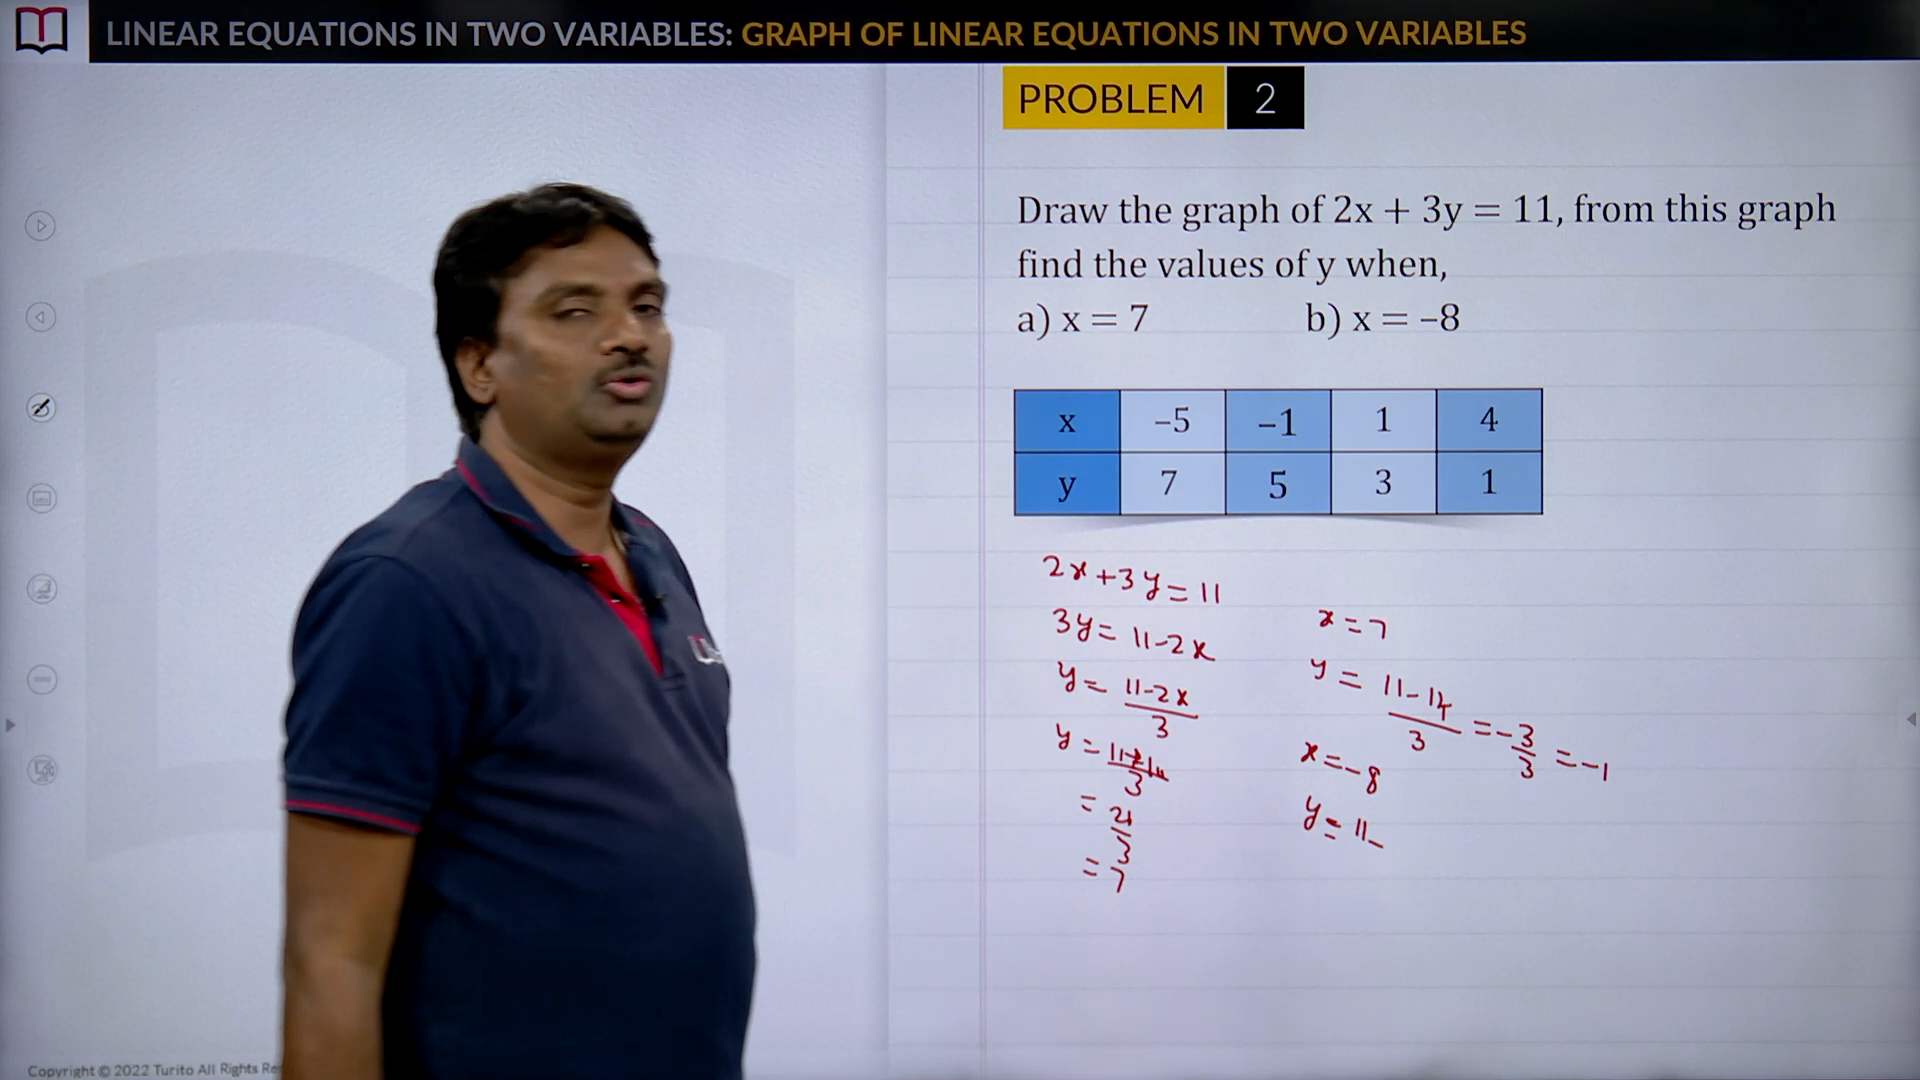 LINEAR EQUATIONS IN TWO VARIABLES: GRAPH OF LINEAR EQUATIONS IN TWO VARIABLES
PROBLEM 2
Draw the graph of 2x + 3y = 11, from this graph
find the values of y when,
a) x = 7 b) x = –8
x –5 –1 1 4
y 7 5 3 1
2x+3y=11
3y=11-2x
y=11-2x/3
y=11
3
=21/3
=7
x=7
y=11-14/3=-3/3=-1
x=-8
y=11-
Copyright © 2022 Turito All Rights Re